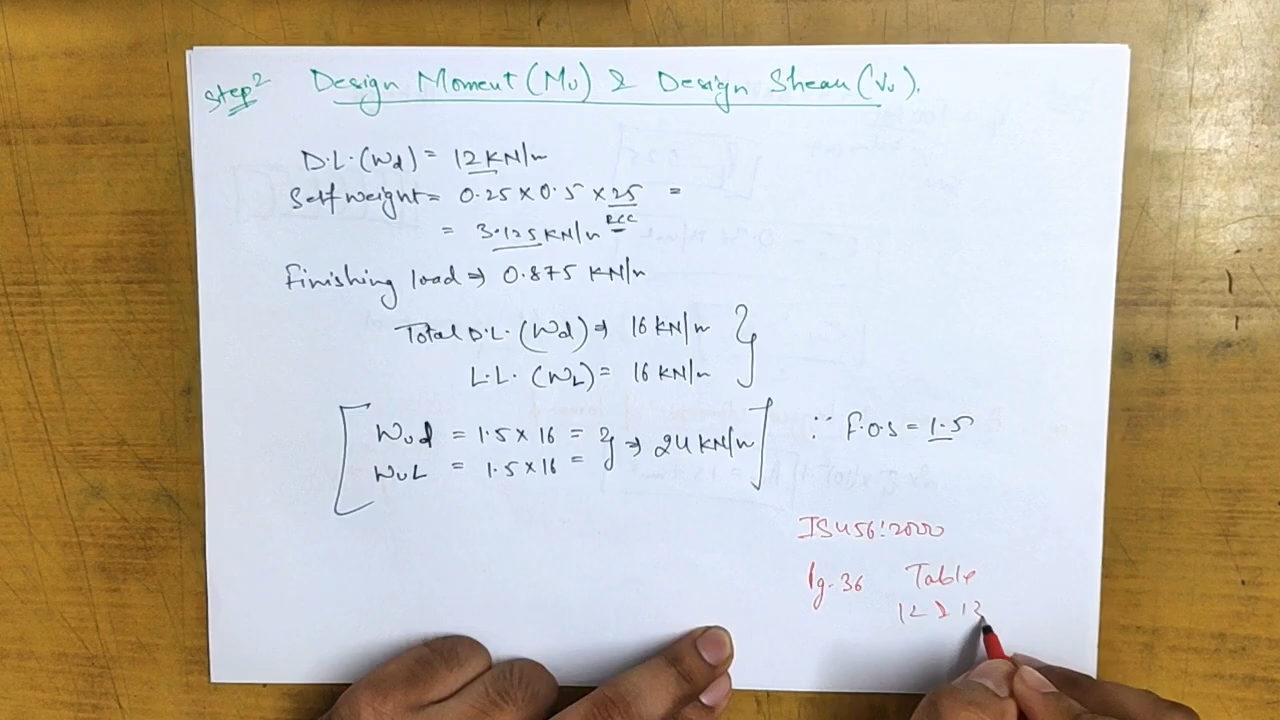 Step2 Design Moment (Mu) & Design Shear (Vu).
D.L. (Wd) = 12 KN/m
Self weight = 0.25 × 0.5 × 25 =
RCC
= 3.125 KN/m
Finishing load ⇒ 0.875 KN/m
Total D.L. (Wd) ⇒ 16 KN/m
L.L. (WL) = 16 KN/m
Wud = 1.5 × 16 =
WuL = 1.5 × 16 =
} ⇒ 24 KN/m ∵ F.O.S = 1.5
IS456:2000
Pg. 36 Table
12 & 13